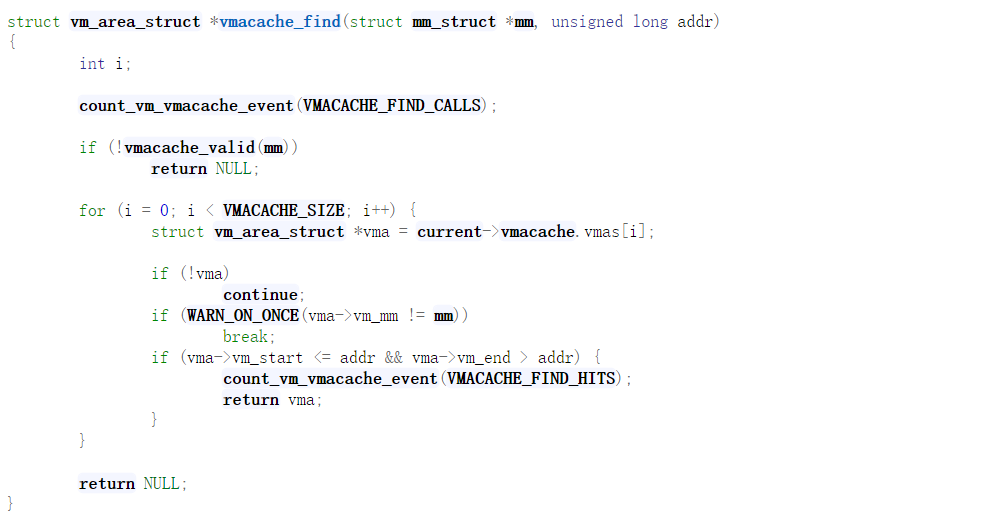 struct vm_area_struct *vmacache_find(struct mm_struct *mm, unsigned long addr)
{
        int i;

        count_vm_vmacache_event(VMACACHE_FIND_CALLS);

        if (!vmacache_valid(mm))
                return NULL;

        for (i = 0; i < VMACACHE_SIZE; i++) {
                struct vm_area_struct *vma = current->vmacache.vmas[i];

                if (!vma)
                        continue;
                if (WARN_ON_ONCE(vma->vm_mm != mm))
                        break;
                if (vma->vm_start <= addr && vma->vm_end > addr) {
                        count_vm_vmacache_event(VMACACHE_FIND_HITS);
                        return vma;
                }
        }

        return NULL;
}